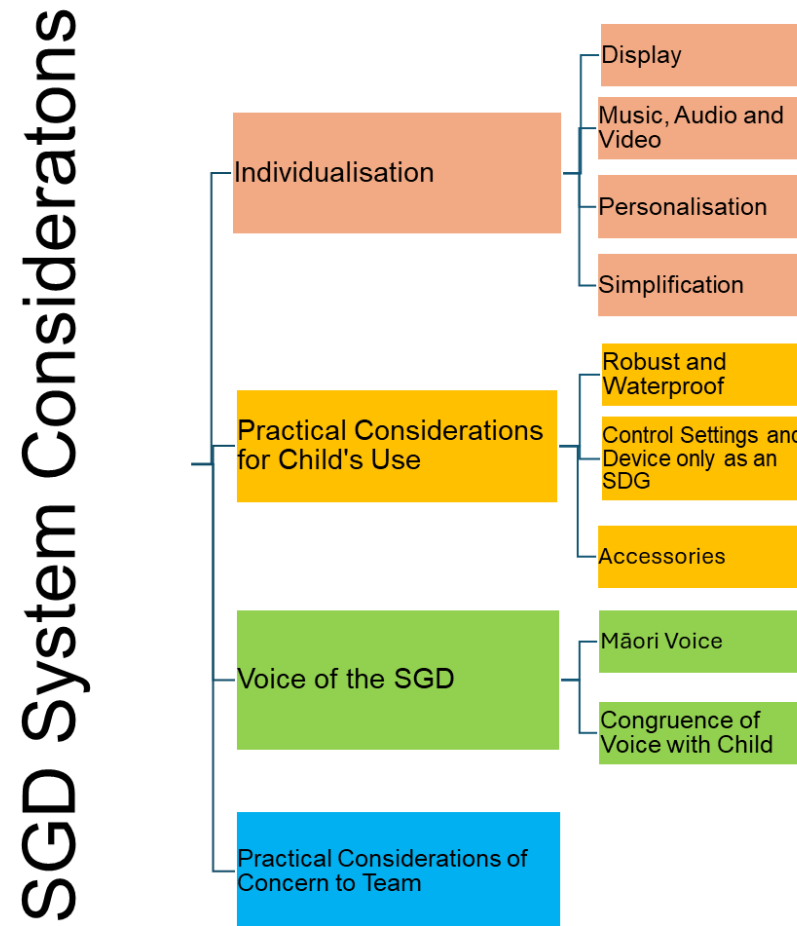 SGD System Consideratons
Individualisation
Display
Music, Audio and
Video
Personalisation
Simplification
Practical Considerations
for Child's Use
Robust and
Waterproof
Control Settings and
Device only as an
SDG
Accessories
Voice of the SGD
Māori Voice
Congruence of
Voice with Child
Practical Considerations of
Concern to Team